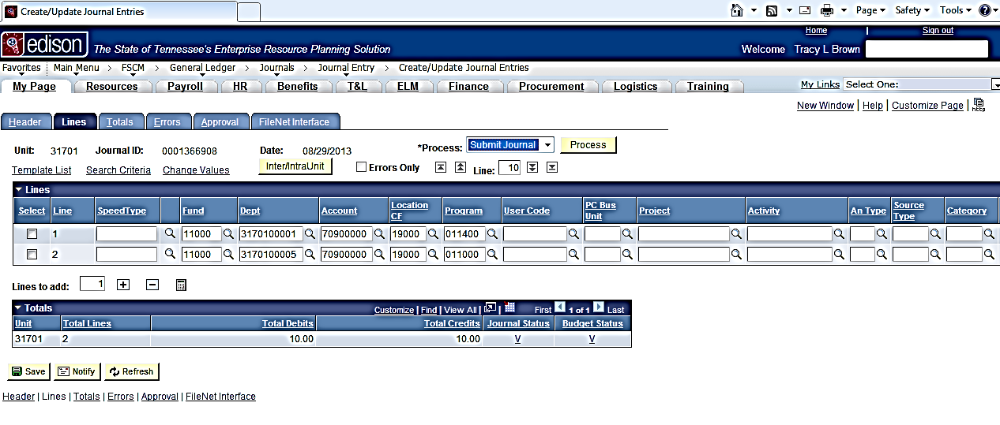 Create/Update Journal Entries
Page Safety Tools
Home | Sign out
edison The State of Tennessee's Enterprise Resource Planning Solution Welcome Tracy L Brown
Favorites Main Menu > FSCM > General Ledger > Journals > Journal Entry > Create/Update Journal Entries
My Page Resources Payroll HR Benefits T&L ELM Finance Procurement Logistics Training My Links Select One:
New Window | Help | Customize Page | http
Header Lines Totals Errors Approval FileNet Interface
Unit: 31701 Journal ID: 0001366908 Date: 08/29/2013 *Process: Submit Journal Process
Template List Search Criteria Change Values Inter/IntraUnit Errors Only Line: 10
Lines
Select Line SpeedType Fund Dept Account Location CF Program User Code PC Bus Unit Project Activity An Type Source Type Category
1 11000 3170100001 70900000 19000 011400
2 11000 3170100005 70900000 19000 011000
Lines to add: 1
Totals Customize | Find | View All | | First 1 of 1 Last
Unit Total Lines Total Debits Total Credits Journal Status Budget Status
31701 2 10.00 10.00 V V
Save Notify Refresh
Header | Lines | Totals | Errors | Approval | FileNet Interface